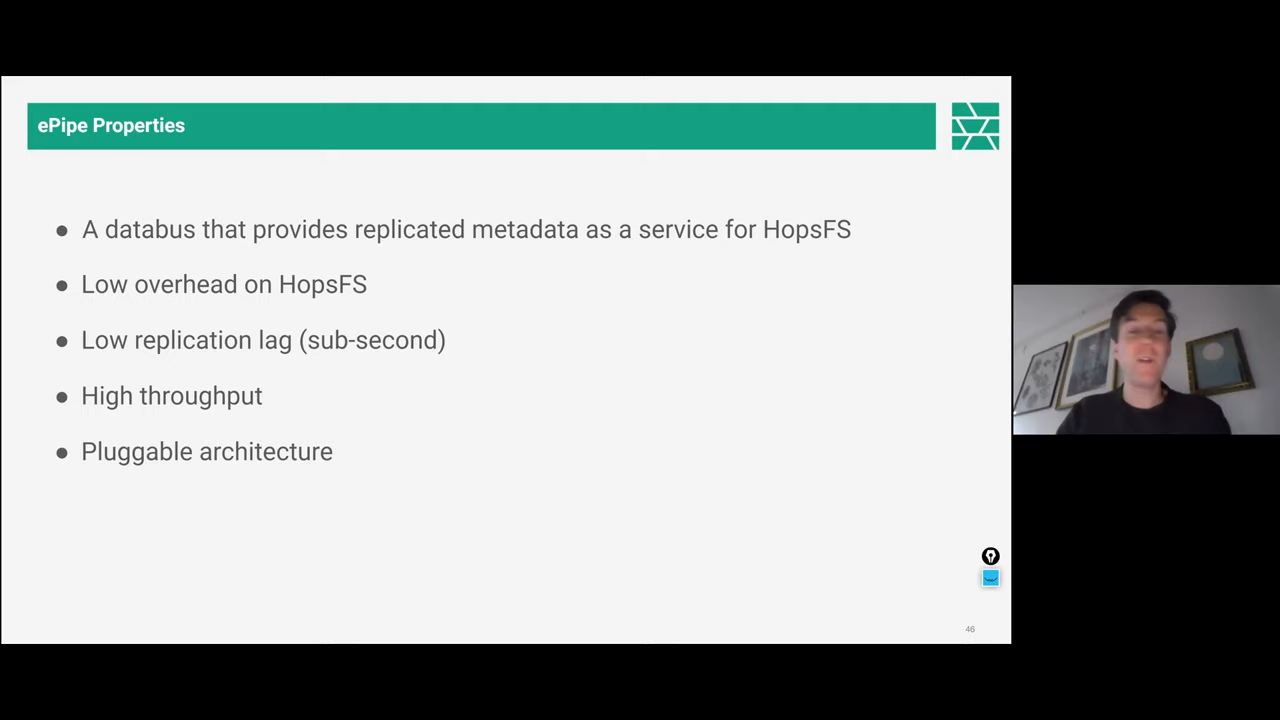 ePipe Properties
● A databus that provides replicated metadata as a service for HopsFS
● Low overhead on HopsFS
● Low replication lag (sub-second)
● High throughput
● Pluggable architecture
46